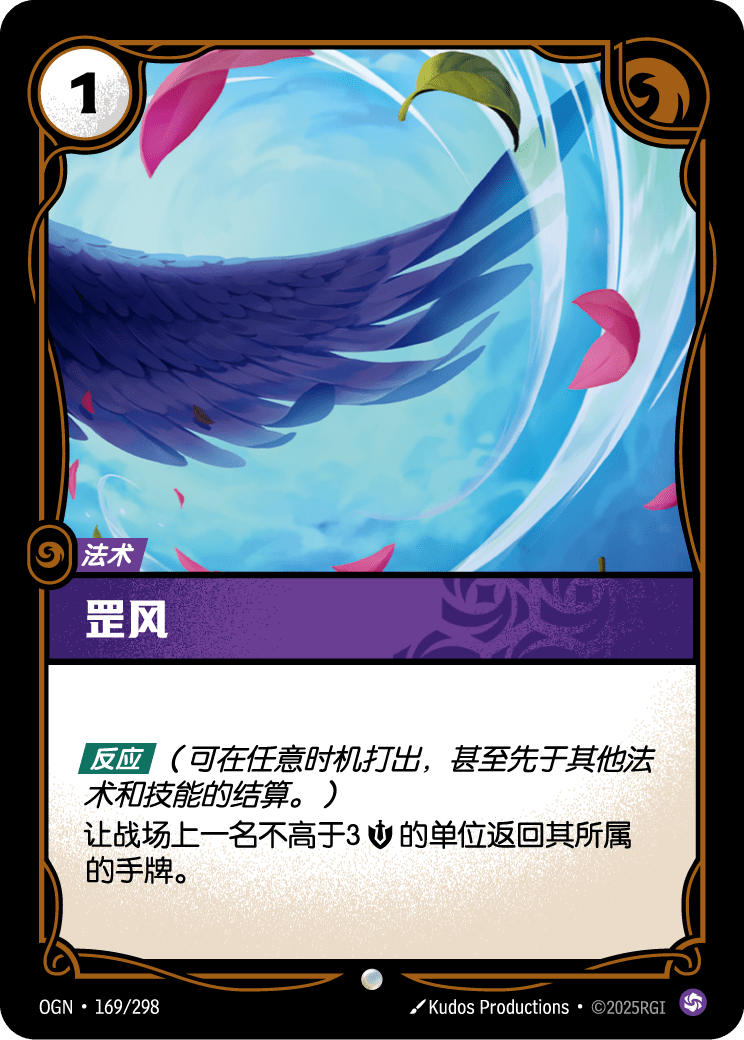 1
法术
罡风
反应（可在任意时机打出，甚至先于其他法
术和技能的结算。）
让战场上一名不高于3的单位返回其所属
的手牌。
OGN • 169/298
Kudos Productions • ©2025RGI